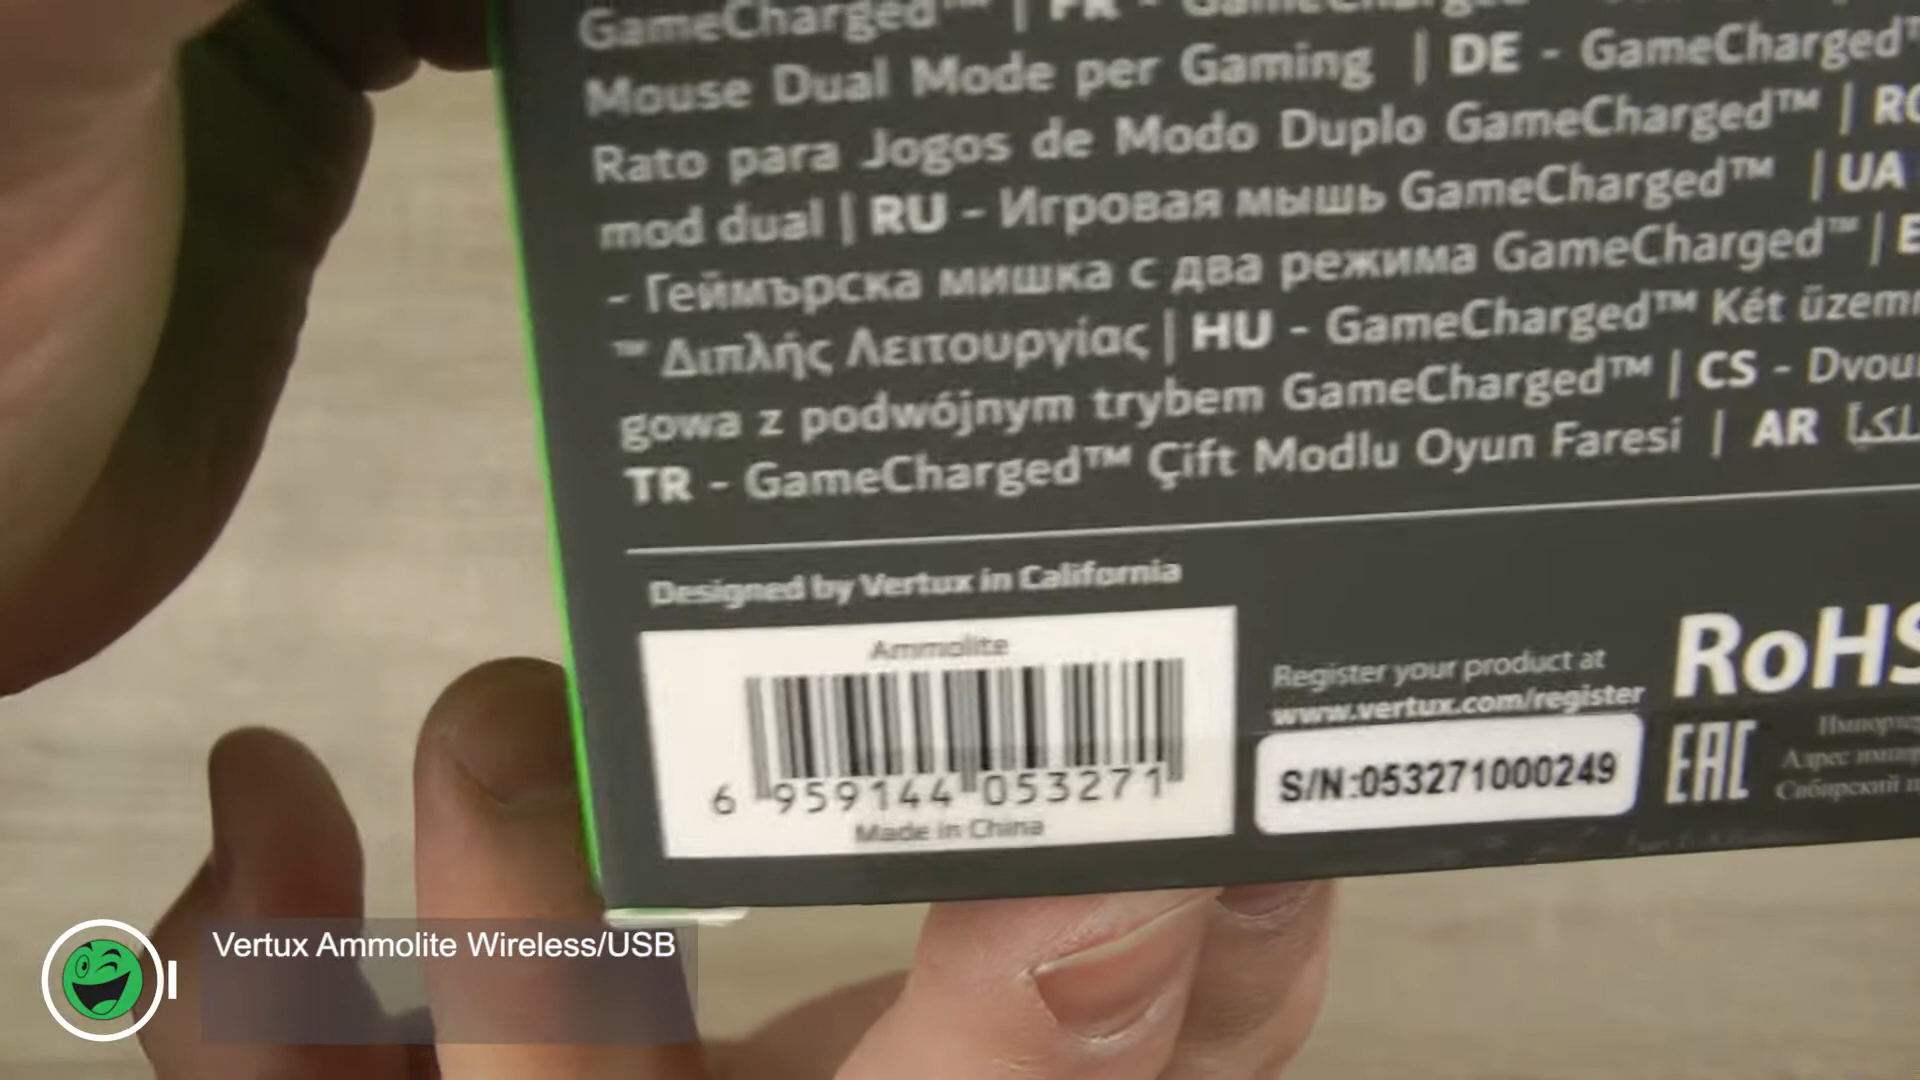 GameCharged™ | FR - GameCharged
Mouse Dual Mode per Gaming | DE - GameCharged™
Rato para Jogos de Modo Duplo GameCharged™ | RO
mod dual | RU - Игровая мышь GameCharged™ | UA
- Геймърска мишка с два режима GameCharged™ |
™ Διπλής Λειτουργίας | HU - GameCharged™ Két
gowa z podwójnym trybem GameCharged™ | CS -
TR - GameCharged™ Çift Modlu Oyun Faresi | AR
Designed by Vertux in California
Ammolite
6 959144 053271
Made in China
Register your product at
www.vertux.com/register
S/N:053271000249
RoHS
EAC
Адрес
Сибирский
Vertux Ammolite Wireless/USB